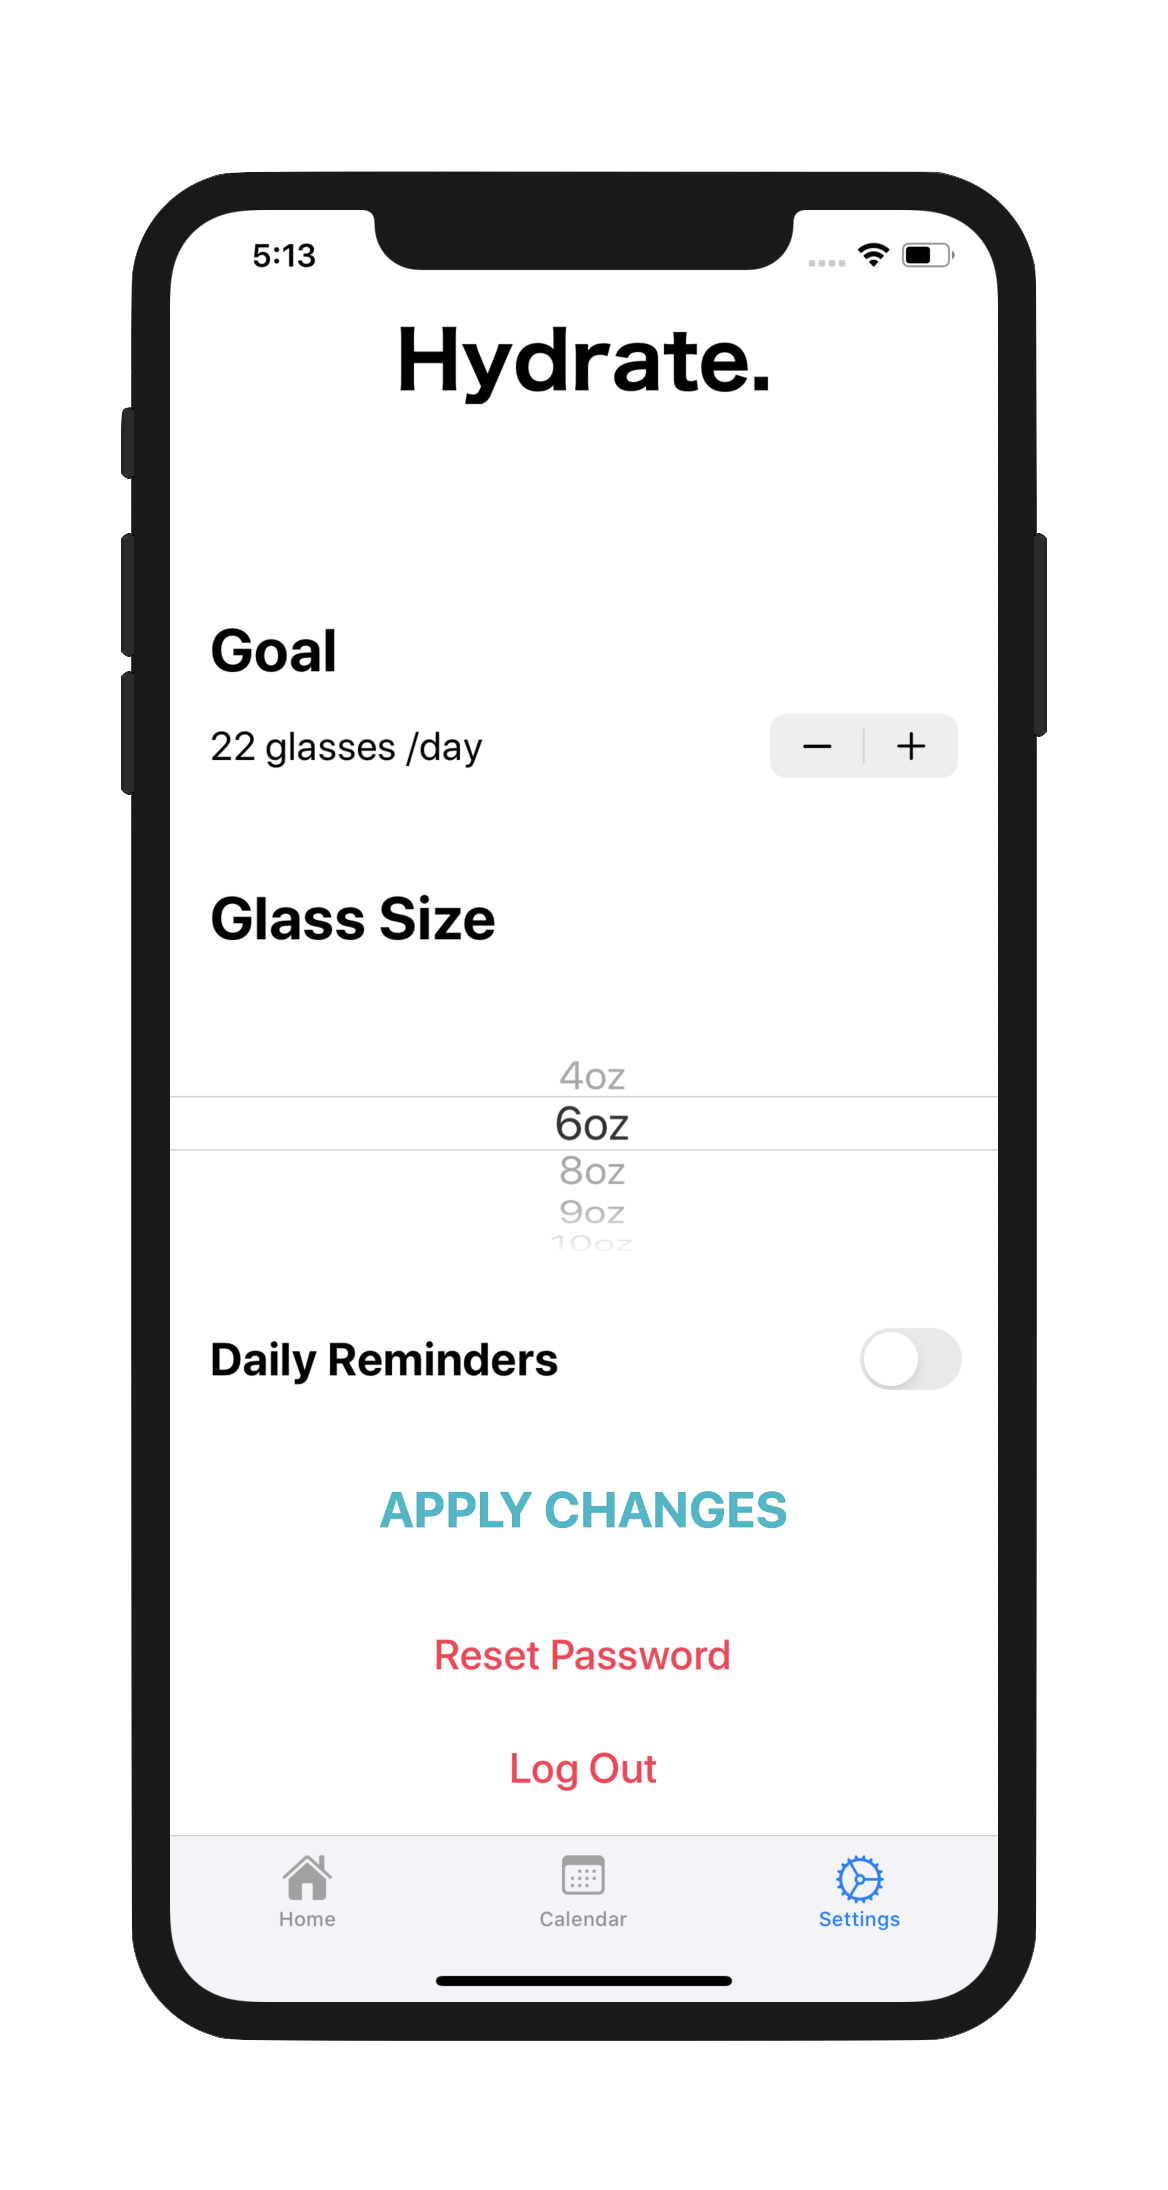 5:13
Hydrate.
Goal
22 glasses /day
Glass Size
4oz
6oz
8oz
9oz
10oz
Daily Reminders
APPLY CHANGES
Reset Password
Log Out
Home Calendar Settings